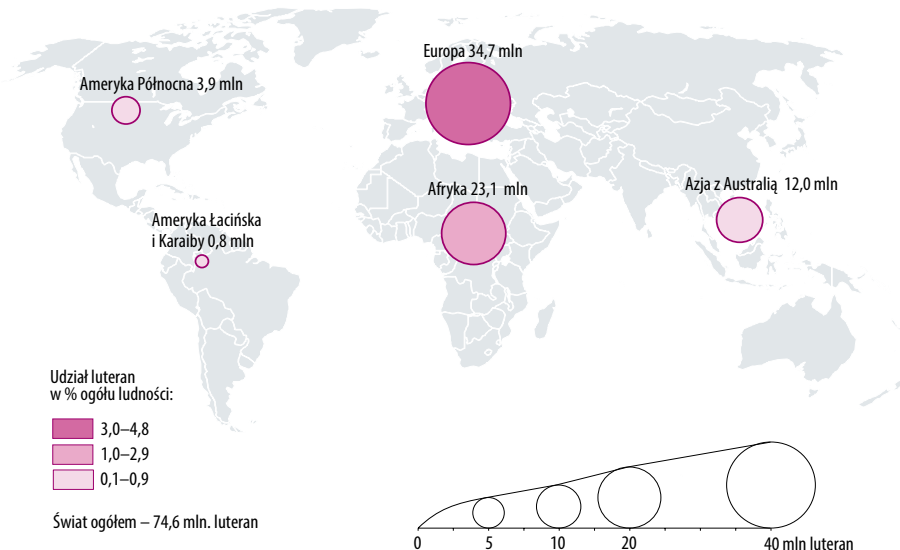 Europa 34,7 mln
Ameryka Północna 3,9 mln
Afryka 23,1 mln
Azja z Australią 12,0 mln
Ameryka Łacińska
i Karaiby 0,8 mln
Udział luteran
w % ogółu ludności:
3,0–4,8
1,0–2,9
0,1–0,9
Świat ogółem – 74,6 mln. luteran
0 5 10 20 40 mln luteran